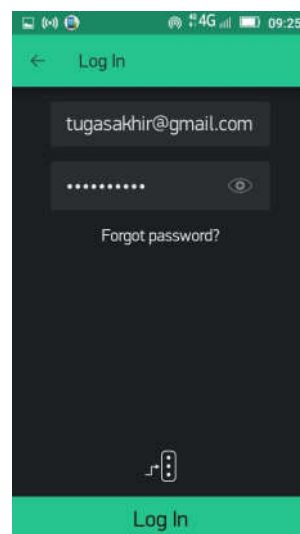 4G 09:25
Log In
tugasakhir@gmail.com
••••••••••
Forgot password?
Log In